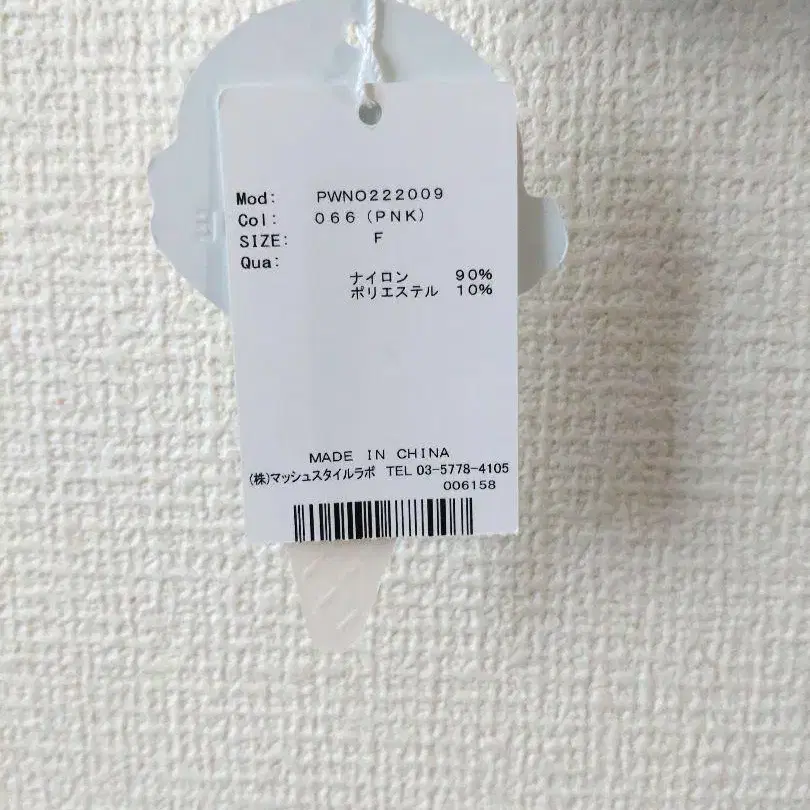 Mod: PWNO222009
Col: 066(PNK)
SIZE: F
Qua:
ナイロン 90%
ポリエステル 10%
MADE IN CHINA
(株)マッシュスタイルラボ TEL 03-5778-4105
006158